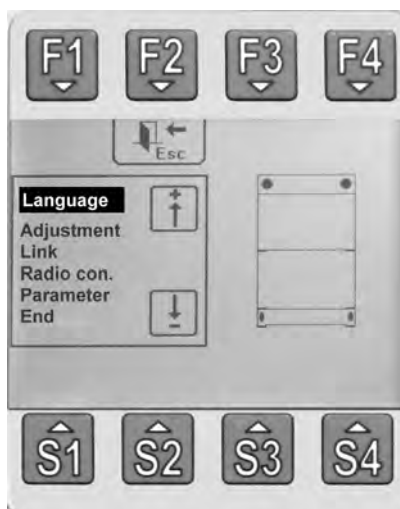 F1 F2 F3 F4
Esc
Language
Adjustment
Link
Radio con.
Parameter
End
S1 S2 S3 S4